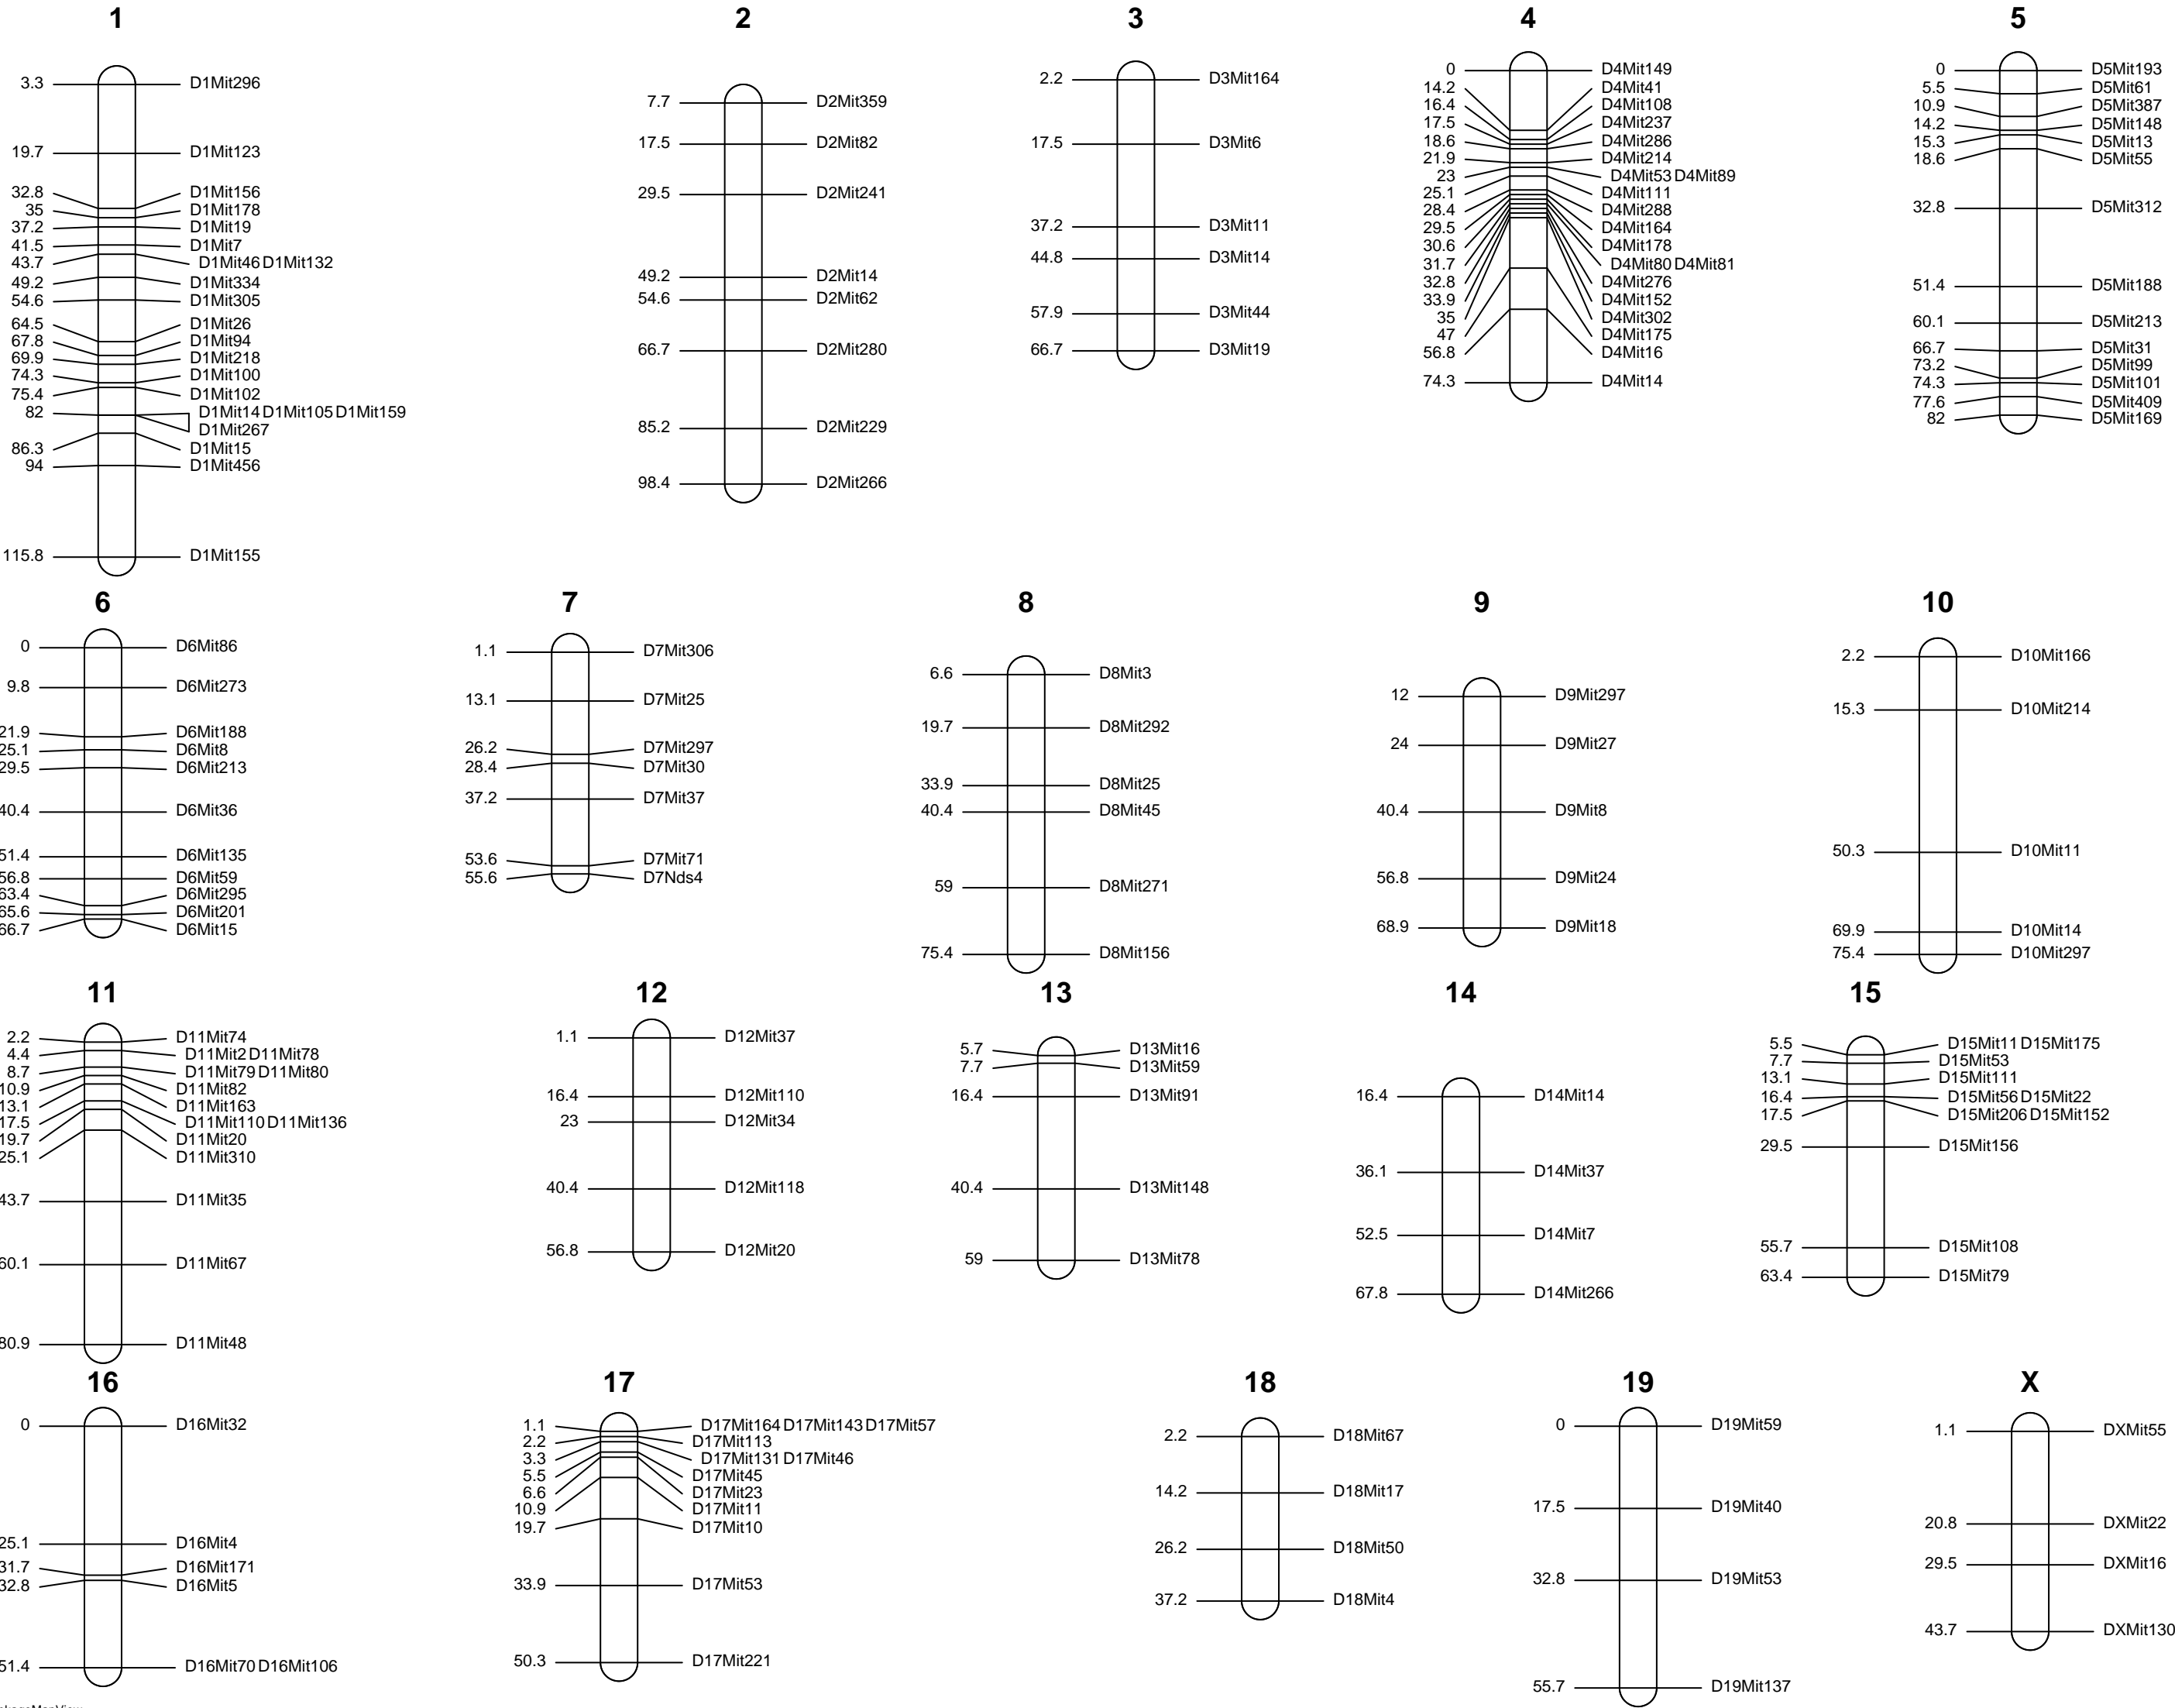 1
3.3 D1Mit296
19.7 D1Mit123
32.8 D1Mit156
35 D1Mit178
37.2 D1Mit19
41.5 D1Mit7
43.7 D1Mit46 D1Mit132
49.2 D1Mit334
54.6 D1Mit305
64.5 D1Mit26
67.8 D1Mit94
69.9 D1Mit218
74.3 D1Mit100
75.4 D1Mit102
82 D1Mit14 D1Mit105 D1Mit159
D1Mit267
86.3 D1Mit15
94 D1Mit456
115.8 D1Mit155
2
7.7 D2Mit359
17.5 D2Mit82
29.5 D2Mit241
49.2 D2Mit14
54.6 D2Mit62
66.7 D2Mit280
85.2 D2Mit229
98.4 D2Mit266
3
2.2 D3Mit164
17.5 D3Mit6
37.2 D3Mit11
44.8 D3Mit14
57.9 D3Mit44
66.7 D3Mit19
4
0 D4Mit149
14.2 D4Mit41
16.4 D4Mit108
17.5 D4Mit237
18.6 D4Mit286
21.9 D4Mit214
23 D4Mit53 D4Mit89
25.1 D4Mit111
28.4 D4Mit288
29.5 D4Mit164
30.6 D4Mit178
31.7 D4Mit80 D4Mit81
32.8 D4Mit276
33.9 D4Mit152
35 D4Mit302
47 D4Mit175
56.8 D4Mit16
74.3 D4Mit14
5
0 D5Mit193
5.5 D5Mit61
10.9 D5Mit387
14.2 D5Mit148
15.3 D5Mit13
18.6 D5Mit55
32.8 D5Mit312
51.4 D5Mit188
60.1 D5Mit213
66.7 D5Mit31
73.2 D5Mit99
74.3 D5Mit101
77.6 D5Mit409
82 D5Mit169
6
0 D6Mit86
9.8 D6Mit273
21.9 D6Mit188
25.1 D6Mit8
29.5 D6Mit213
40.4 D6Mit36
51.4 D6Mit135
56.8 D6Mit59
63.4 D6Mit295
65.6 D6Mit201
66.7 D6Mit15
7
1.1 D7Mit306
13.1 D7Mit25
26.2 D7Mit297
28.4 D7Mit30
37.2 D7Mit37
53.6 D7Mit71
55.6 D7Nds4
8
6.6 D8Mit3
19.7 D8Mit292
33.9 D8Mit25
40.4 D8Mit45
59 D8Mit271
75.4 D8Mit156
9
12 D9Mit297
24 D9Mit27
40.4 D9Mit8
56.8 D9Mit24
68.9 D9Mit18
10
2.2 D10Mit166
15.3 D10Mit214
50.3 D10Mit11
69.9 D10Mit14
75.4 D10Mit297
11
2.2 D11Mit74
4.4 D11Mit2 D11Mit78
8.7 D11Mit79 D11Mit80
10.9 D11Mit82
13.1 D11Mit163
17.5 D11Mit110 D11Mit136
19.7 D11Mit20
25.1 D11Mit310
43.7 D11Mit35
60.1 D11Mit67
80.9 D11Mit48
12
1.1 D12Mit37
16.4 D12Mit110
23 D12Mit34
40.4 D12Mit118
56.8 D12Mit20
13
5.7 D13Mit16
7.7 D13Mit59
16.4 D13Mit91
40.4 D13Mit148
59 D13Mit78
14
16.4 D14Mit14
36.1 D14Mit37
52.5 D14Mit7
67.8 D14Mit266
15
5.5 D15Mit11 D15Mit175
7.7 D15Mit53
13.1 D15Mit111
16.4 D15Mit56 D15Mit22
17.5 D15Mit206 D15Mit152
29.5 D15Mit156
55.7 D15Mit108
63.4 D15Mit79
16
0 D16Mit32
25.1 D16Mit4
31.7 D16Mit171
32.8 D16Mit5
51.4 D16Mit70 D16Mit106
17
1.1 D17Mit164 D17Mit143 D17Mit57
2.2 D17Mit113
3.3 D17Mit131 D17Mit46
5.5 D17Mit45
6.6 D17Mit23
10.9 D17Mit11
19.7 D17Mit10
33.9 D17Mit53
50.3 D17Mit221
18
2.2 D18Mit67
14.2 D18Mit17
26.2 D18Mit50
37.2 D18Mit4
19
0 D19Mit59
17.5 D19Mit40
32.8 D19Mit53
55.7 D19Mit137
X
1.1 DXMit55
20.8 DXMit22
29.5 DXMit16
43.7 DXMit130